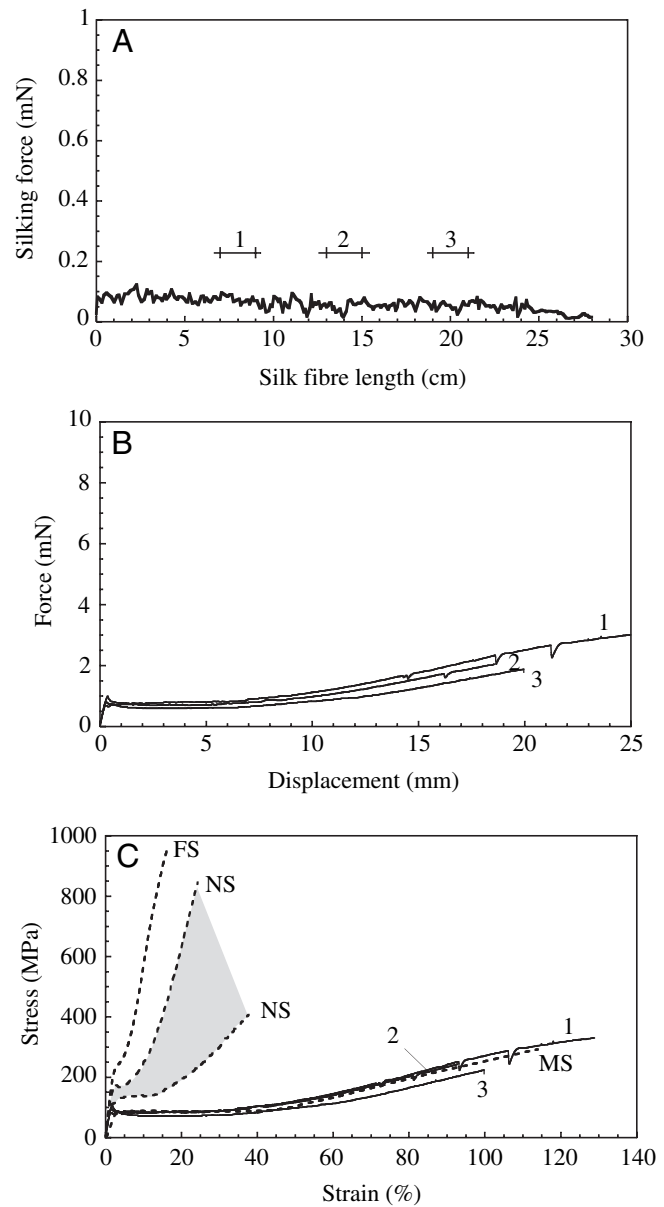 A
Silking force (mN)
1
0.8
0.6
0.4
0.2
0
1 2 3
0 5 10 15 20 25 30
Silk fibre length (cm)
B
Force (mN)
10
8
6
4
2
0
1
2
3
0 5 10 15 20 25
Displacement (mm)
C
Stress (MPa)
1000
800
600
400
200
0
FS
NS
NS
2
1
MS
3
0 20 40 60 80 100 120 140
Strain (%)